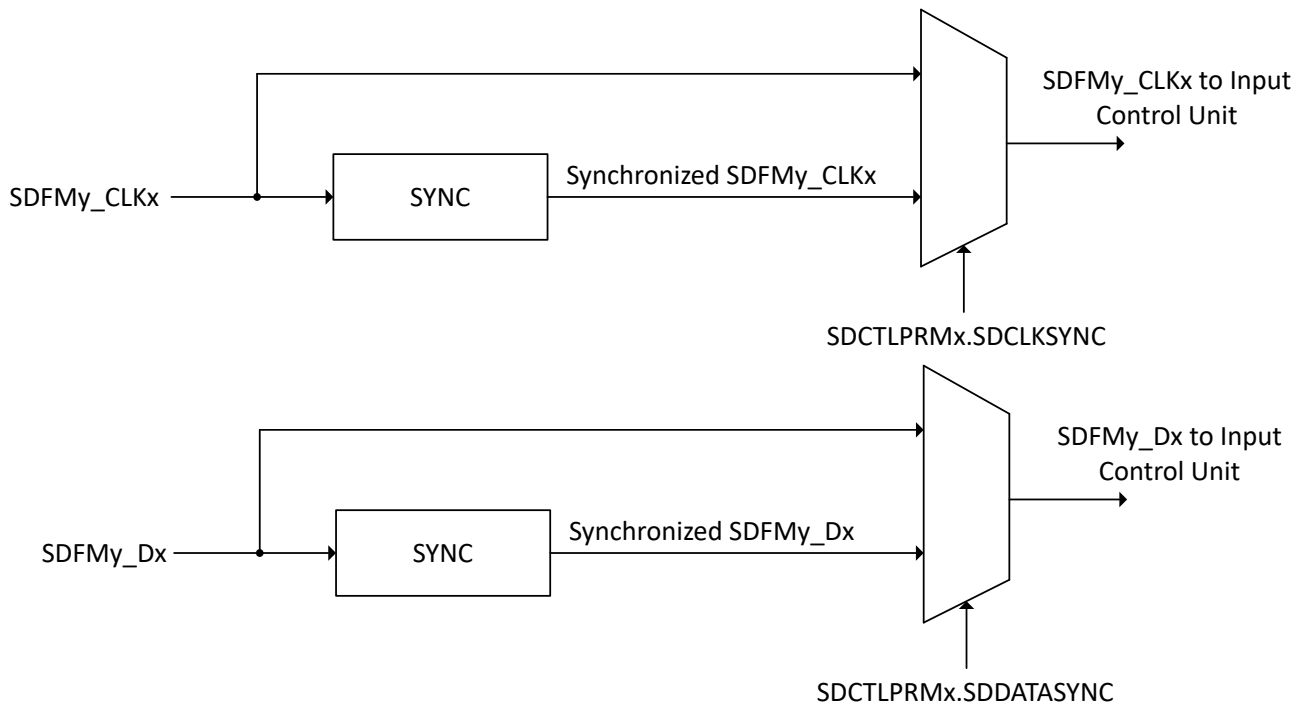 SDFMy_CLKx to Input
Control Unit
Synchronized SDFMy_CLKx
SDFMy_CLKx
SYNC
SDCTLPRMx.SDCLKSYNC
SDFMy_Dx to Input
Control Unit
Synchronized SDFMy_Dx
SDFMy_Dx
SYNC
SDCTLPRMx.SDDATASYNC